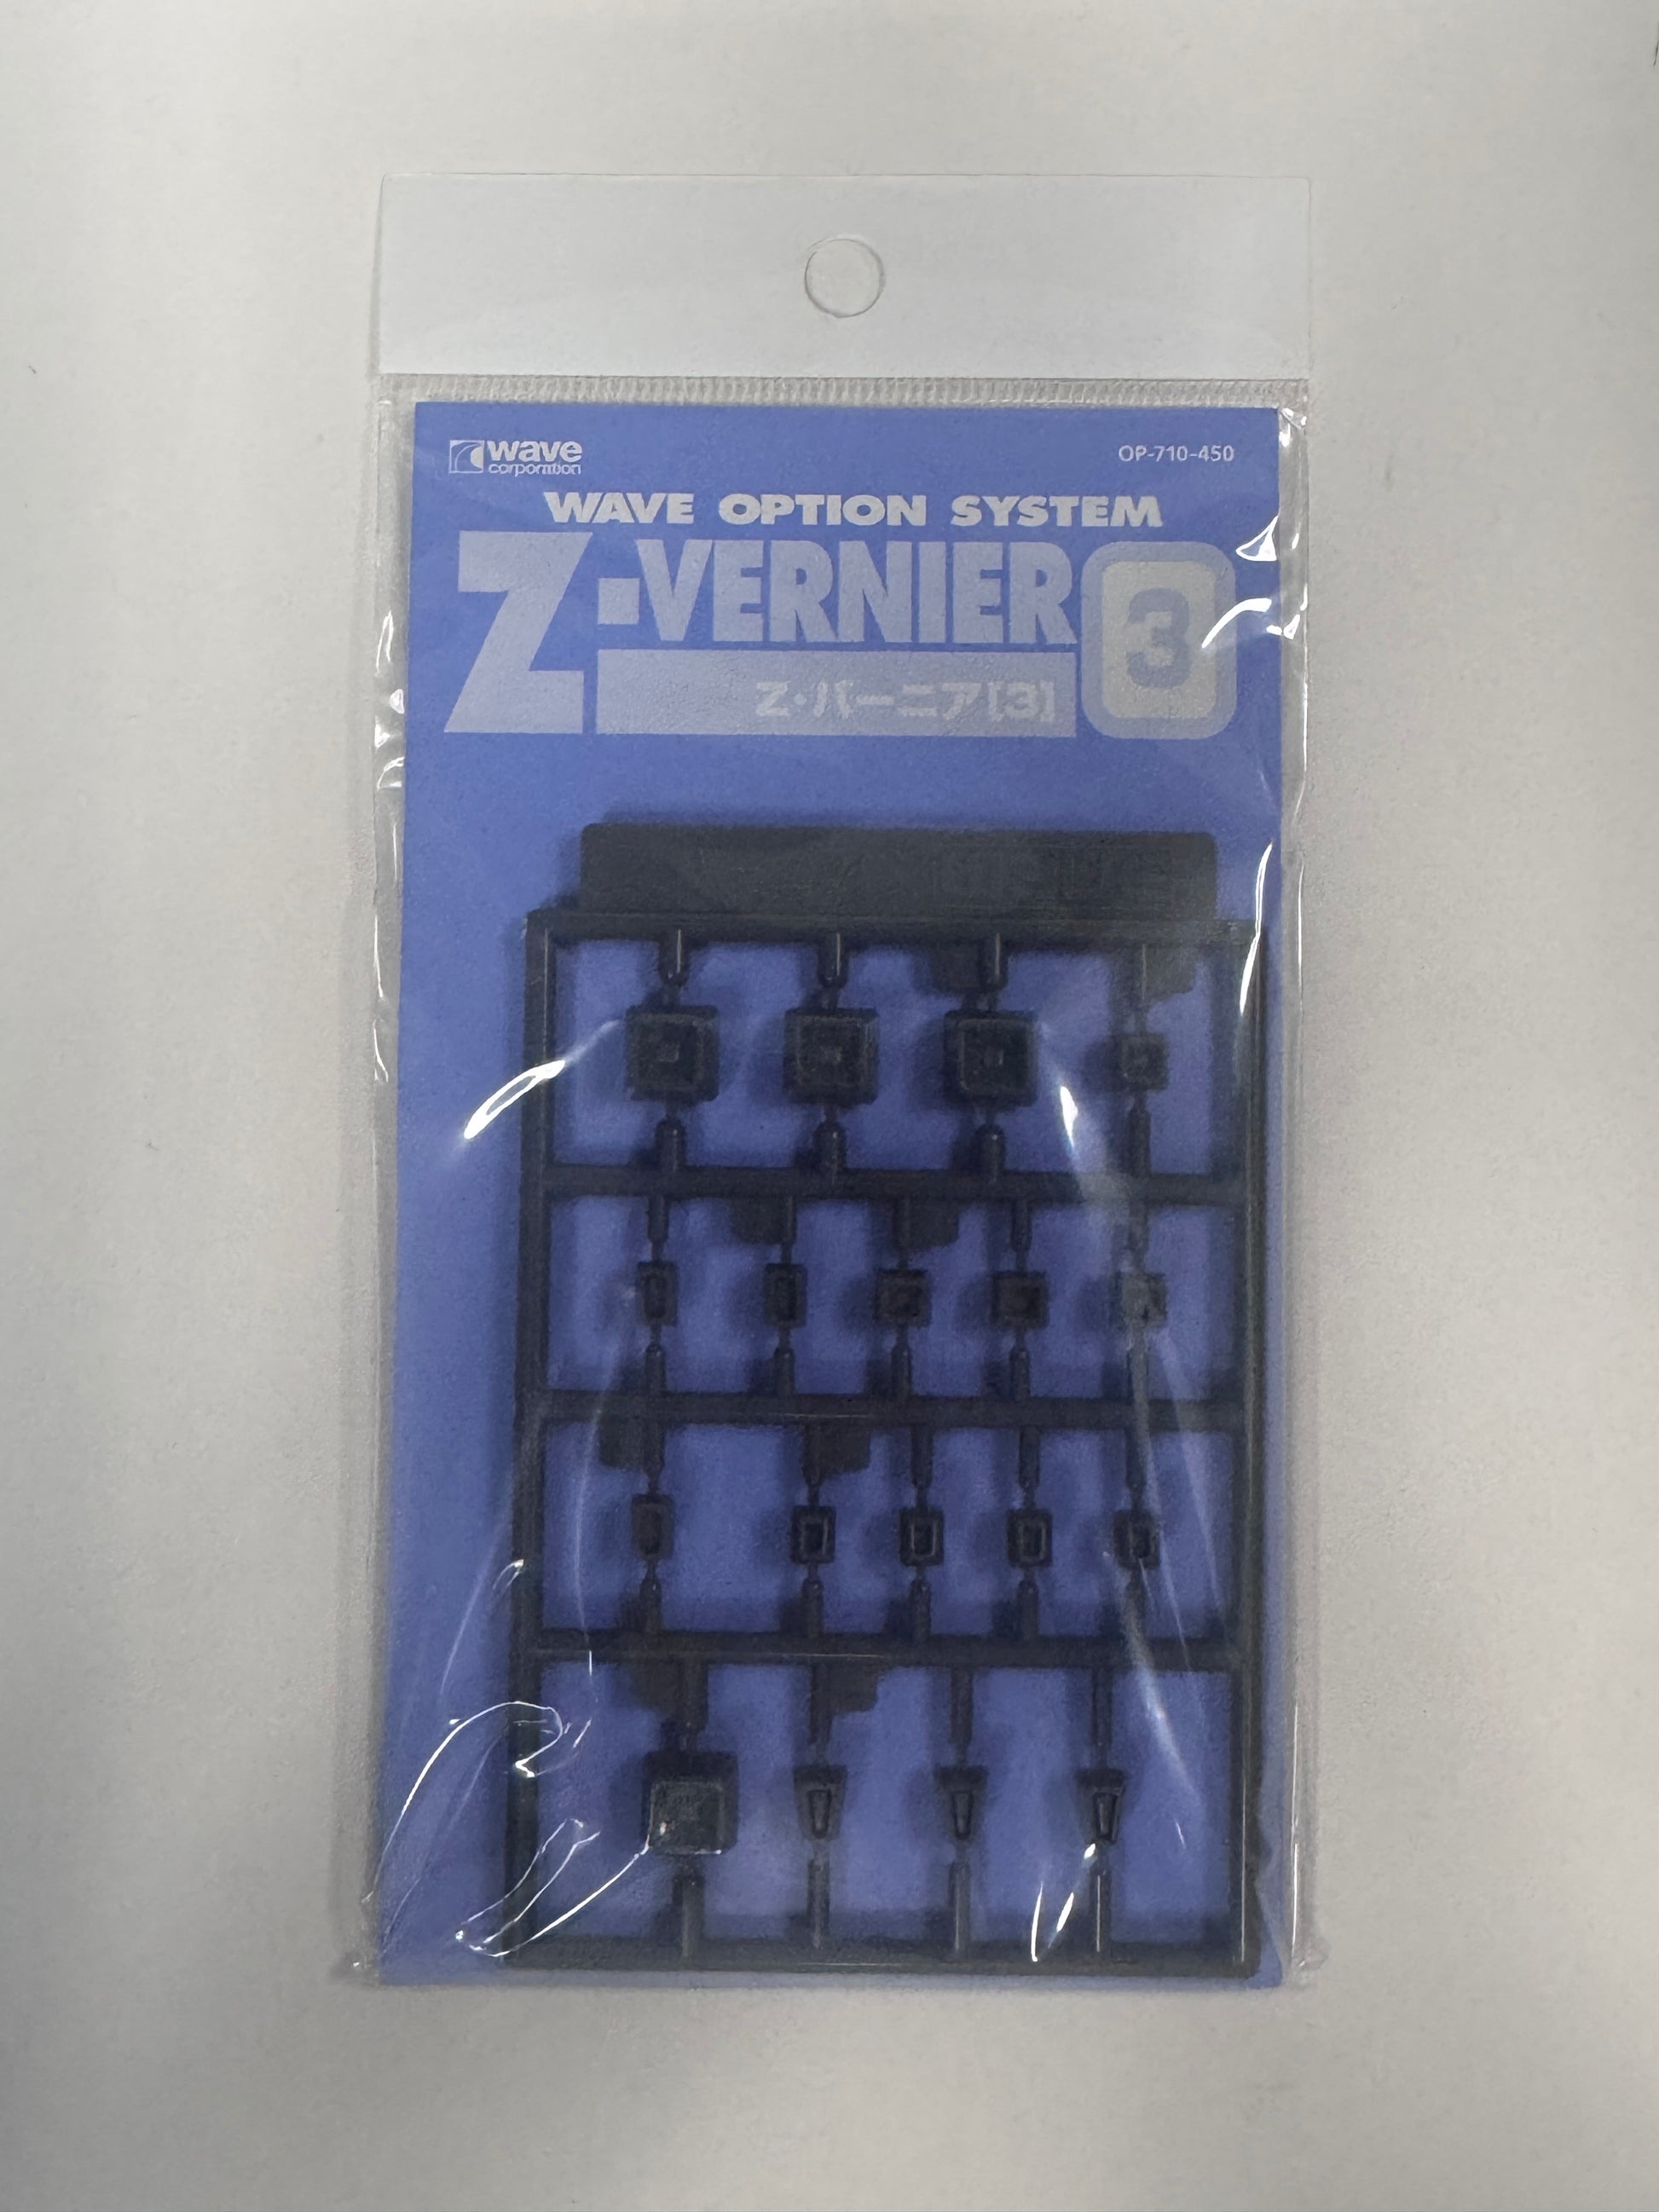 wave
corporation
OP-710-450
WAVE OPTION SYSTEM
Z·VERNIER 3
Z·バーニア[3]